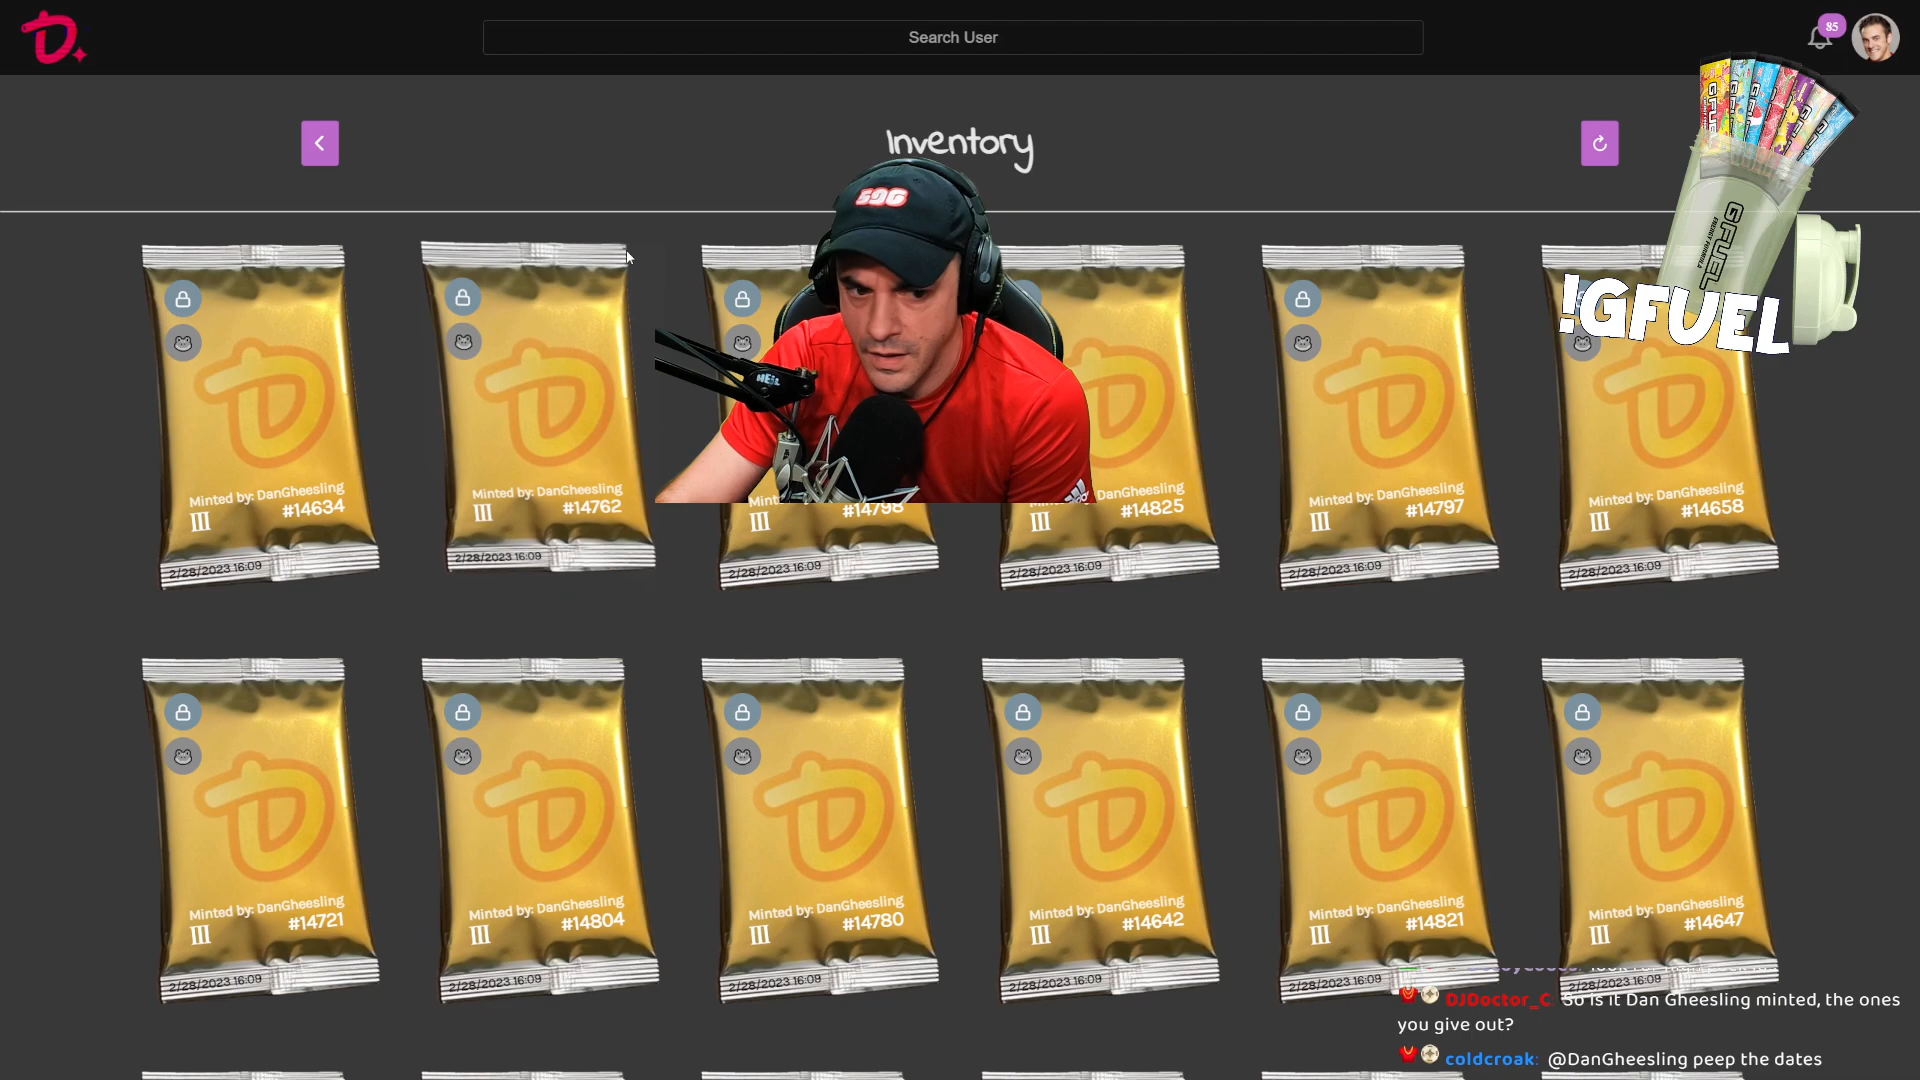 Search User
85
Inventory
59G
HEIL
GFUEL
GFUEL
ENERGY FORMULA
!GFUEL
Minted by: DanGheesling
III #14634
2/28/2023 16:09
Minted by: DanGheesling
III #14762
2/28/2023 16:09
III #14798
2/28/2023 16:09
DanGheesling
III #14825
2/28/2023 16:09
Minted by: DanGheesling
III #14797
2/28/2023 16:09
Minted by: DanGheesling
III #14658
2/28/2023 16:09
Minted by: DanGheesling
III #14721
2/28/2023 16:09
Minted by: DanGheesling
III #14804
2/28/2023 16:09
Minted by: DanGheesling
III #14780
2/28/2023 16:09
Minted by: DanGheesling
III #14642
2/28/2023 16:09
Minted by: DanGheesling
III #14821
2/28/2023 16:09
Minted by: DanGheesling
III #14647
2/28/2023 16:09
DJDoctor_C: So is it Dan Gheesling minted, the ones
you give out?
coldcroak: @DanGheesling peep the dates